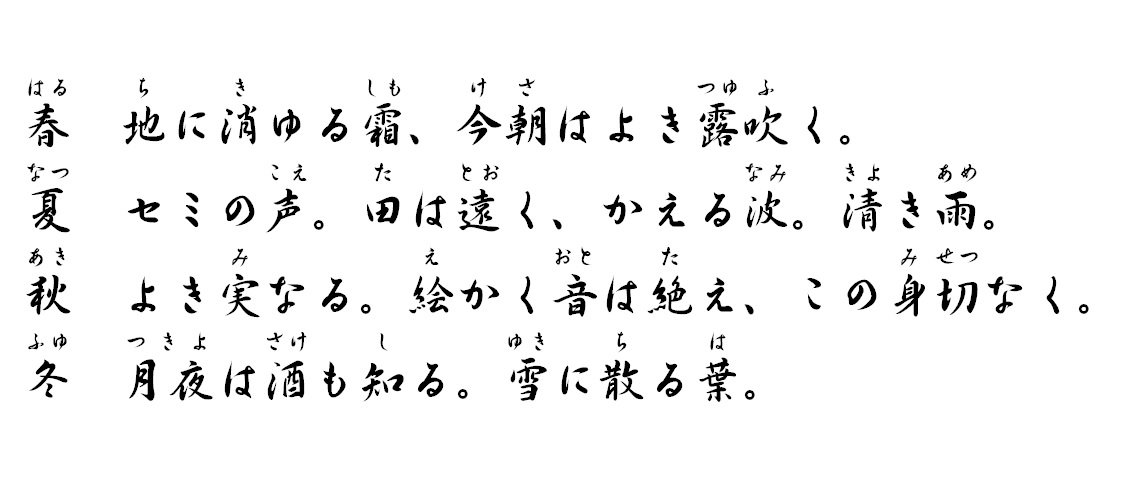 はる ち き しも け さ つゆ ふ
春 地に消ゆる霜、今朝はよき露吹く。
なつ こえ た とお なみ きよ あめ
夏 セミの声。田は遠く、かえる波。清き雨。
あき み え おと た み せつ
秋 よき実なる。絵かく音は絶え、この身切なく。
ふゆ つきよ さけ し ゆき ち は
冬 月夜は酒も知る。雪に散る葉。